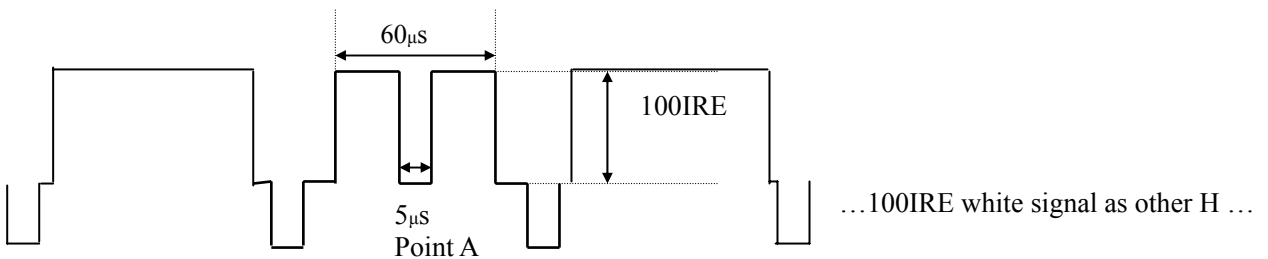 60μs
100IRE
…100IRE white signal as other H …
5μs
Point A